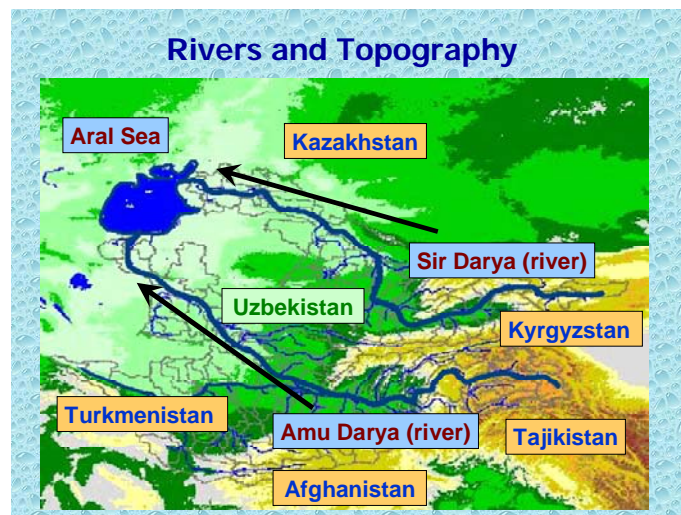 Rivers and Topography
Aral Sea
Kazakhstan
Sir Darya (river)
Uzbekistan
Kyrgyzstan
Turkmenistan
Amu Darya (river)
Tajikistan
Afghanistan